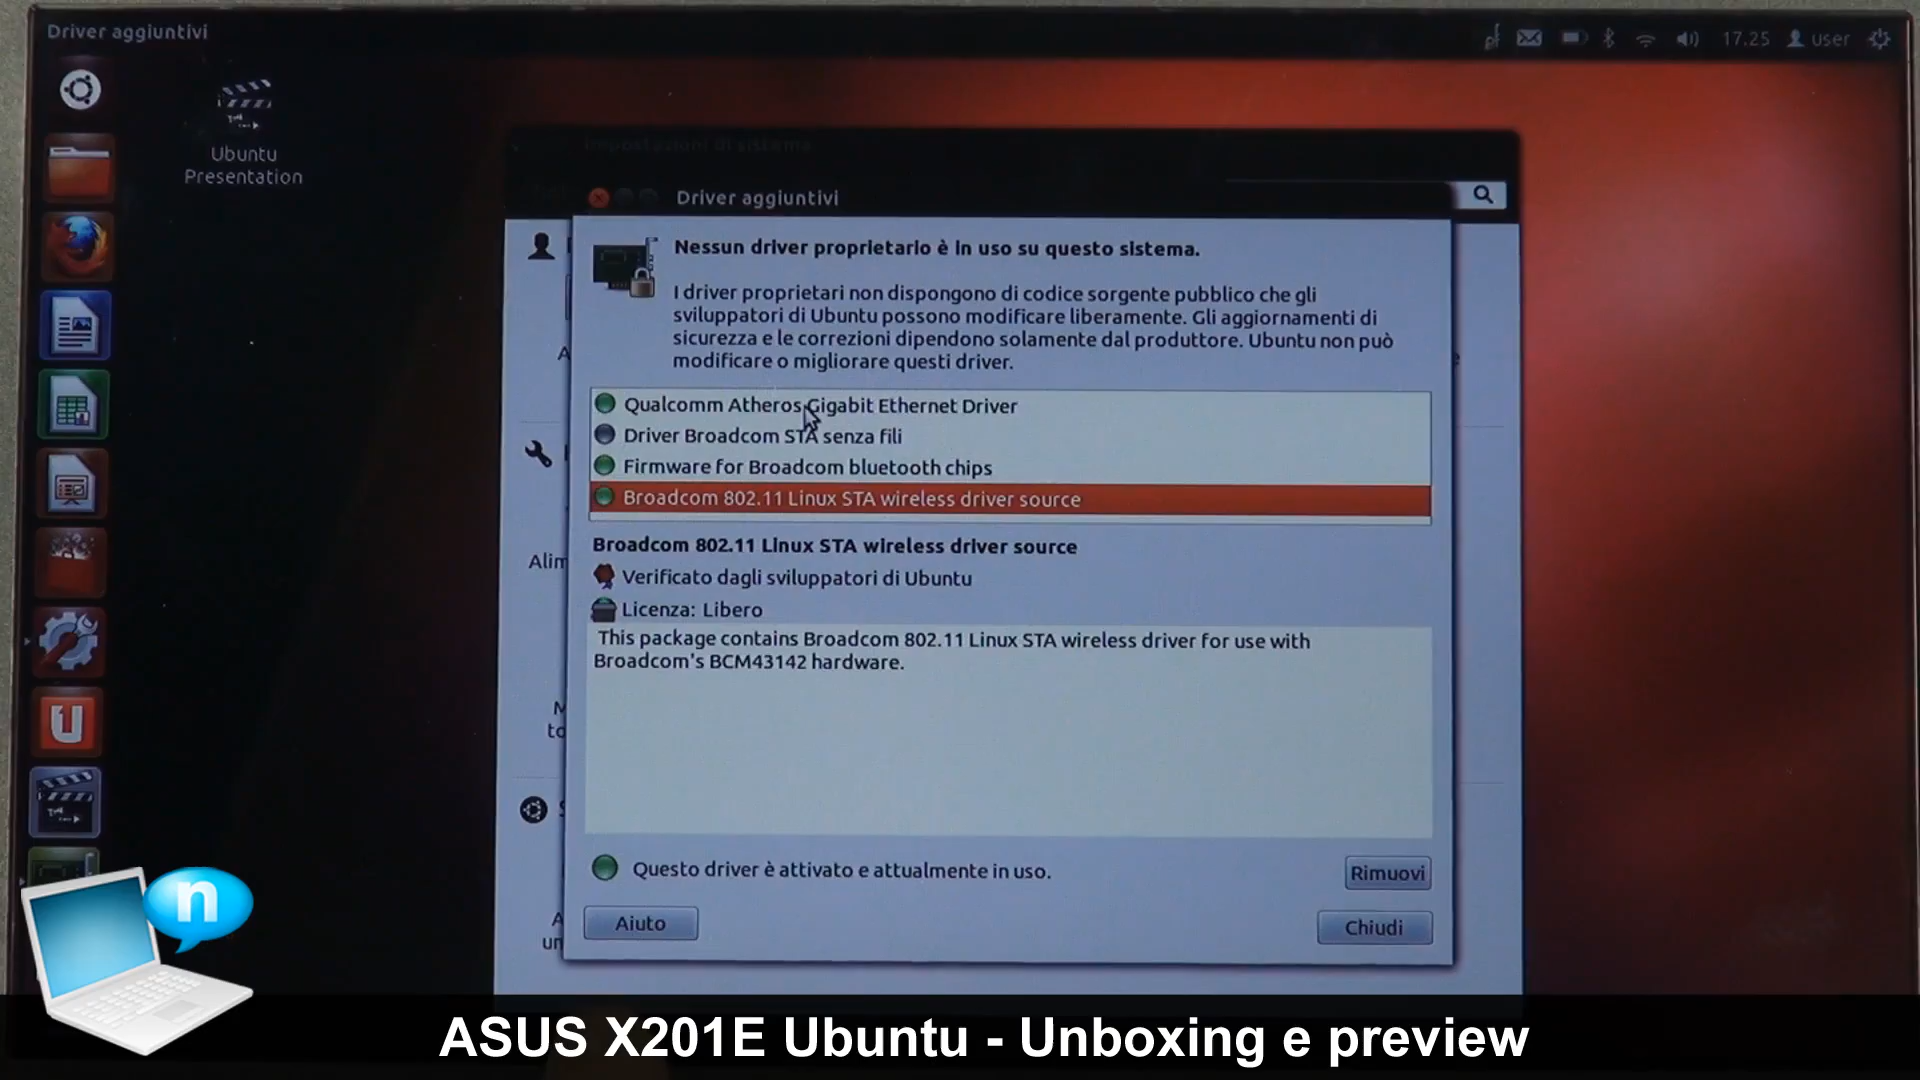 Driver aggiuntivi
17.25 user
Ubuntu
Presentation
Impostazioni di sistema
Driver aggiuntivi
Nessun driver proprietario è in uso su questo sistema.
I driver proprietari non dispongono di codice sorgente pubblico che gli
sviluppatori di Ubuntu possono modificare liberamente. Gli aggiornamenti di
sicurezza e le correzioni dipendono solamente dal produttore. Ubuntu non può
modificare o migliorare questi driver.
Qualcomm Atheros Gigabit Ethernet Driver
Driver Broadcom STA senza fili
Firmware for Broadcom bluetooth chips
Broadcom 802.11 Linux STA wireless driver source
Broadcom 802.11 Linux STA wireless driver source
Verificato dagli sviluppatori di Ubuntu
Licenza: Libero
This package contains Broadcom 802.11 Linux STA wireless driver for use with
Broadcom's BCM43142 hardware.
Alim
Questo driver è attivato e attualmente in uso.
Rimuovi
Aiuto
Chiudi
n
ASUS X201E Ubuntu - Unboxing e preview